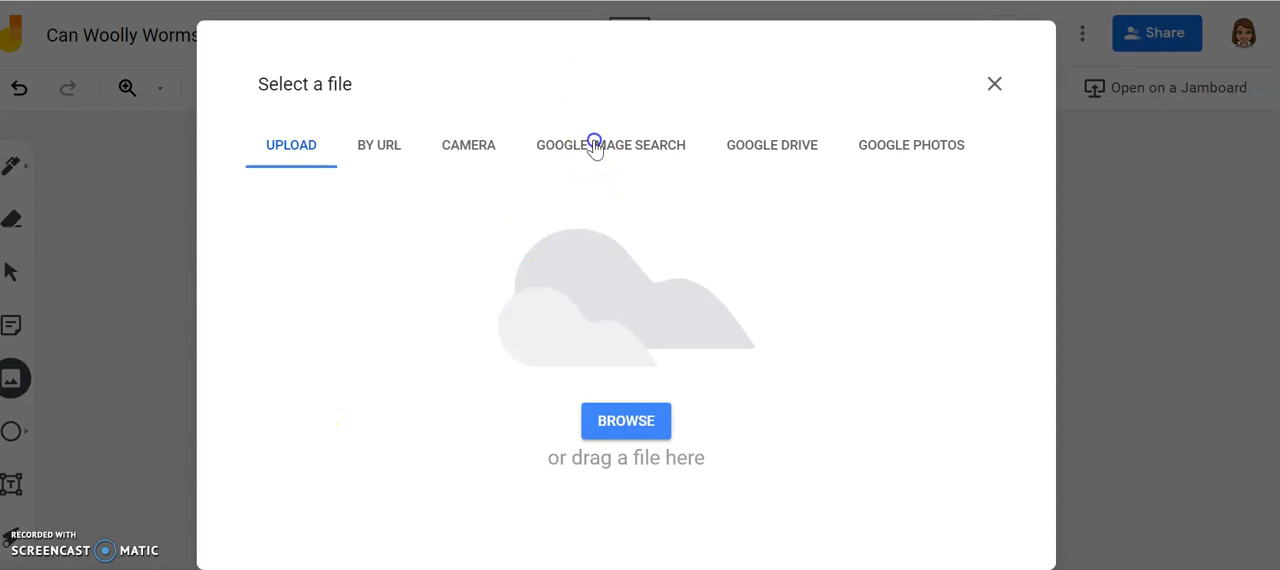 Can Woolly Worms
Share
Open on a Jamboard
Select a file
UPLOAD BY URL CAMERA GOOGLE IMAGE SEARCH GOOGLE DRIVE GOOGLE PHOTOS
BROWSE
or drag a file here
RECORDED WITH
SCREENCAST MATIC